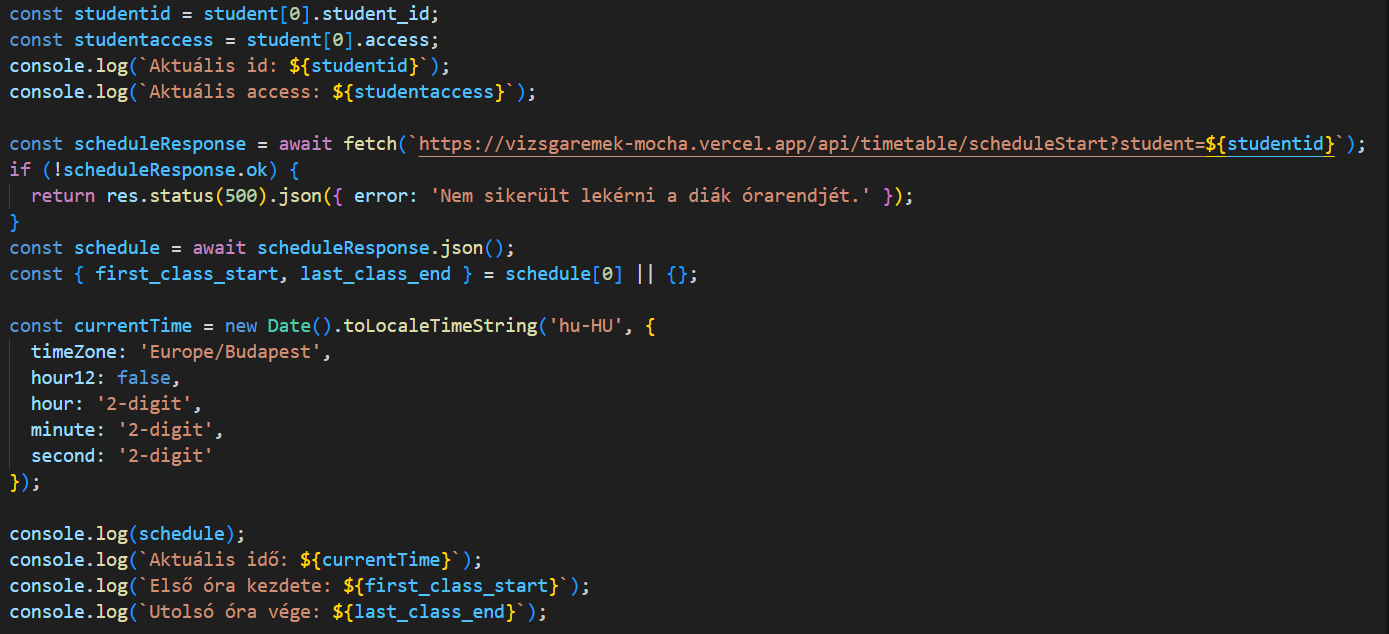 const studentid = student[0].student_id;
const studentaccess = student[0].access;
console.log(`Aktuális id: ${studentid}`);
console.log(`Aktuális access: ${studentaccess}`);
const scheduleResponse = await fetch(`https://vizsgaremek-mocha.vercel.app/api/timetable/scheduleStart?student=${studentid}`);
if (!scheduleResponse.ok) {
return res.status(500).json({ error: 'Nem sikerült lekérni a diák órarendjét.' });
}
const schedule = await scheduleResponse.json();
const { first_class_start, last_class_end } = schedule[0] || {};
const currentTime = new Date().toLocaleTimeString('hu-HU', {
timeZone: 'Europe/Budapest',
hour12: false,
hour: '2-digit',
minute: '2-digit',
second: '2-digit'
});
console.log(schedule);
console.log(`Aktuális idő: ${currentTime}`);
console.log(`Első óra kezdete: ${first_class_start}`);
console.log(`Utolsó óra vége: ${last_class_end}`);